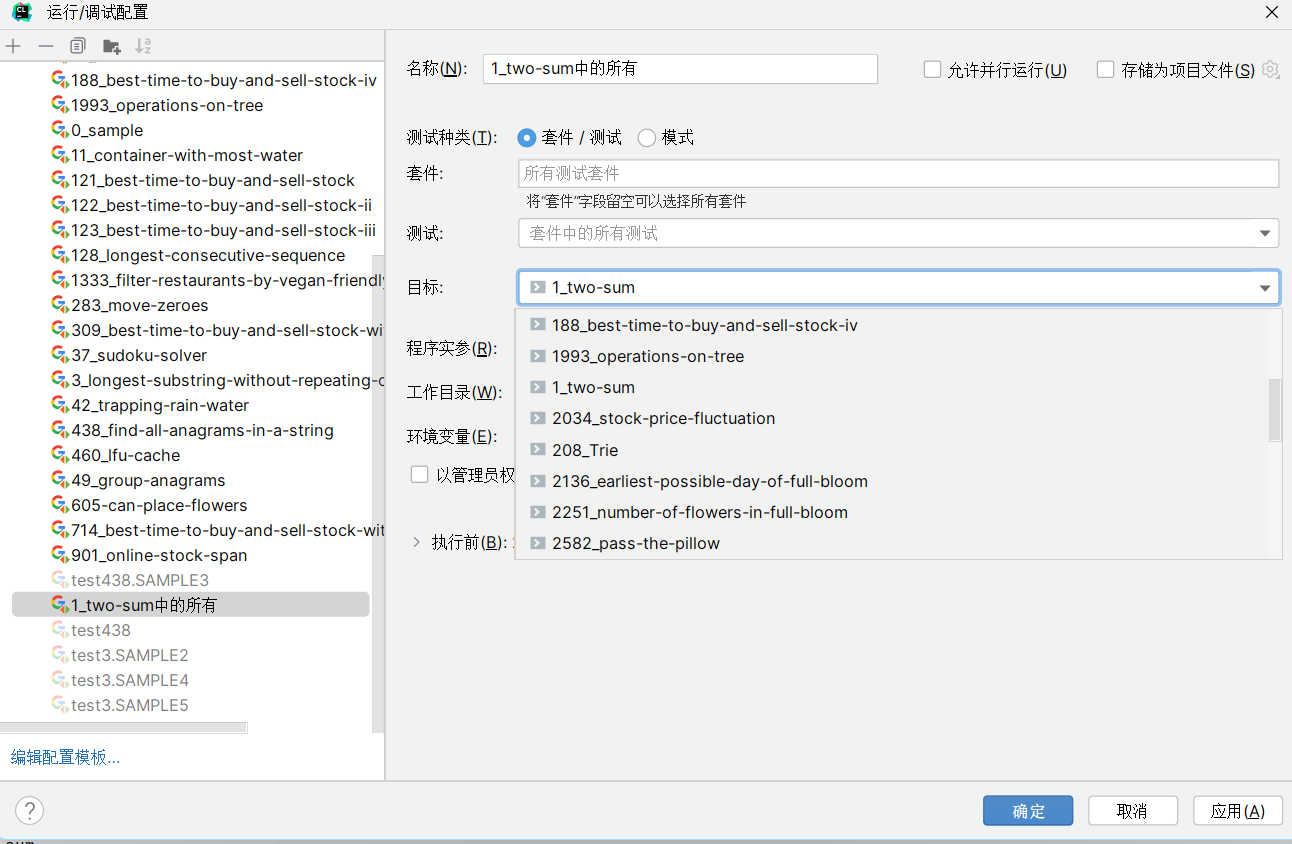 CL 运行/调试配置
188_best-time-to-buy-and-sell-stock-iv
1993_operations-on-tree
0_sample
11_container-with-most-water
121_best-time-to-buy-and-sell-stock
122_best-time-to-buy-and-sell-stock-ii
123_best-time-to-buy-and-sell-stock-iii
128_longest-consecutive-sequence
1333_filter-restaurants-by-vegan-friendly
283_move-zeroes
309_best-time-to-buy-and-sell-stock-wi
37_sudoku-solver
3_longest-substring-without-repeating-c
42_trapping-rain-water
438_find-all-anagrams-in-a-string
460_lfu-cache
49_group-anagrams
605-can-place-flowers
714_best-time-to-buy-and-sell-stock-wit
901_online-stock-span
test438.SAMPLE3
1_two-sum中的所有
test438
test3.SAMPLE2
test3.SAMPLE4
test3.SAMPLE5
编辑配置模板...
名称(N): 1_two-sum中的所有 允许并行运行(U) 存储为项目文件(S)
测试种类(T): 套件 / 测试 模式
套件: 所有测试套件
将“套件”字段留空可以选择所有套件
测试: 套件中的所有测试
目标: 1_two-sum
188_best-time-to-buy-and-sell-stock-iv
1993_operations-on-tree
1_two-sum
2034_stock-price-fluctuation
208_Trie
2136_earliest-possible-day-of-full-bloom
2251_number-of-flowers-in-full-bloom
2582_pass-the-pillow
程序实参(R):
工作目录(W):
环境变量(E):
以管理员权
执行前(B):
? 确定 取消 应用(A)